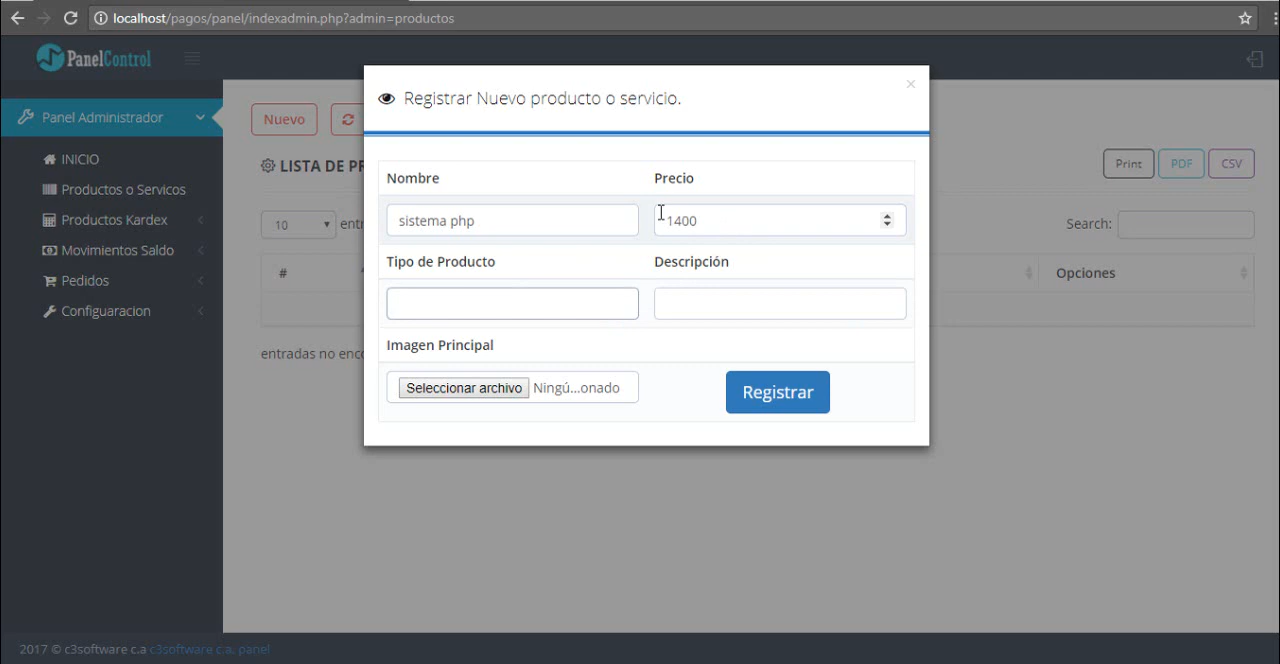 localhost/pagos/panel/indexadmin.php?admin=productos
PanelControl
Panel Administrador
INICIO
Productos o Servicos
Productos Kardex
Movimientos Saldo
Pedidos
Configuaracion
Nuevo
LISTA DE PR
Print PDF CSV
10 entr
Search:
# Opciones
entradas no enco
Registrar Nuevo producto o servicio.
×
Nombre Precio
sistema php 1400
Tipo de Producto Descripción
Imagen Principal
Seleccionar archivo Ningú...onado
Registrar
2017 © c3software c.a c3software c.a. panel